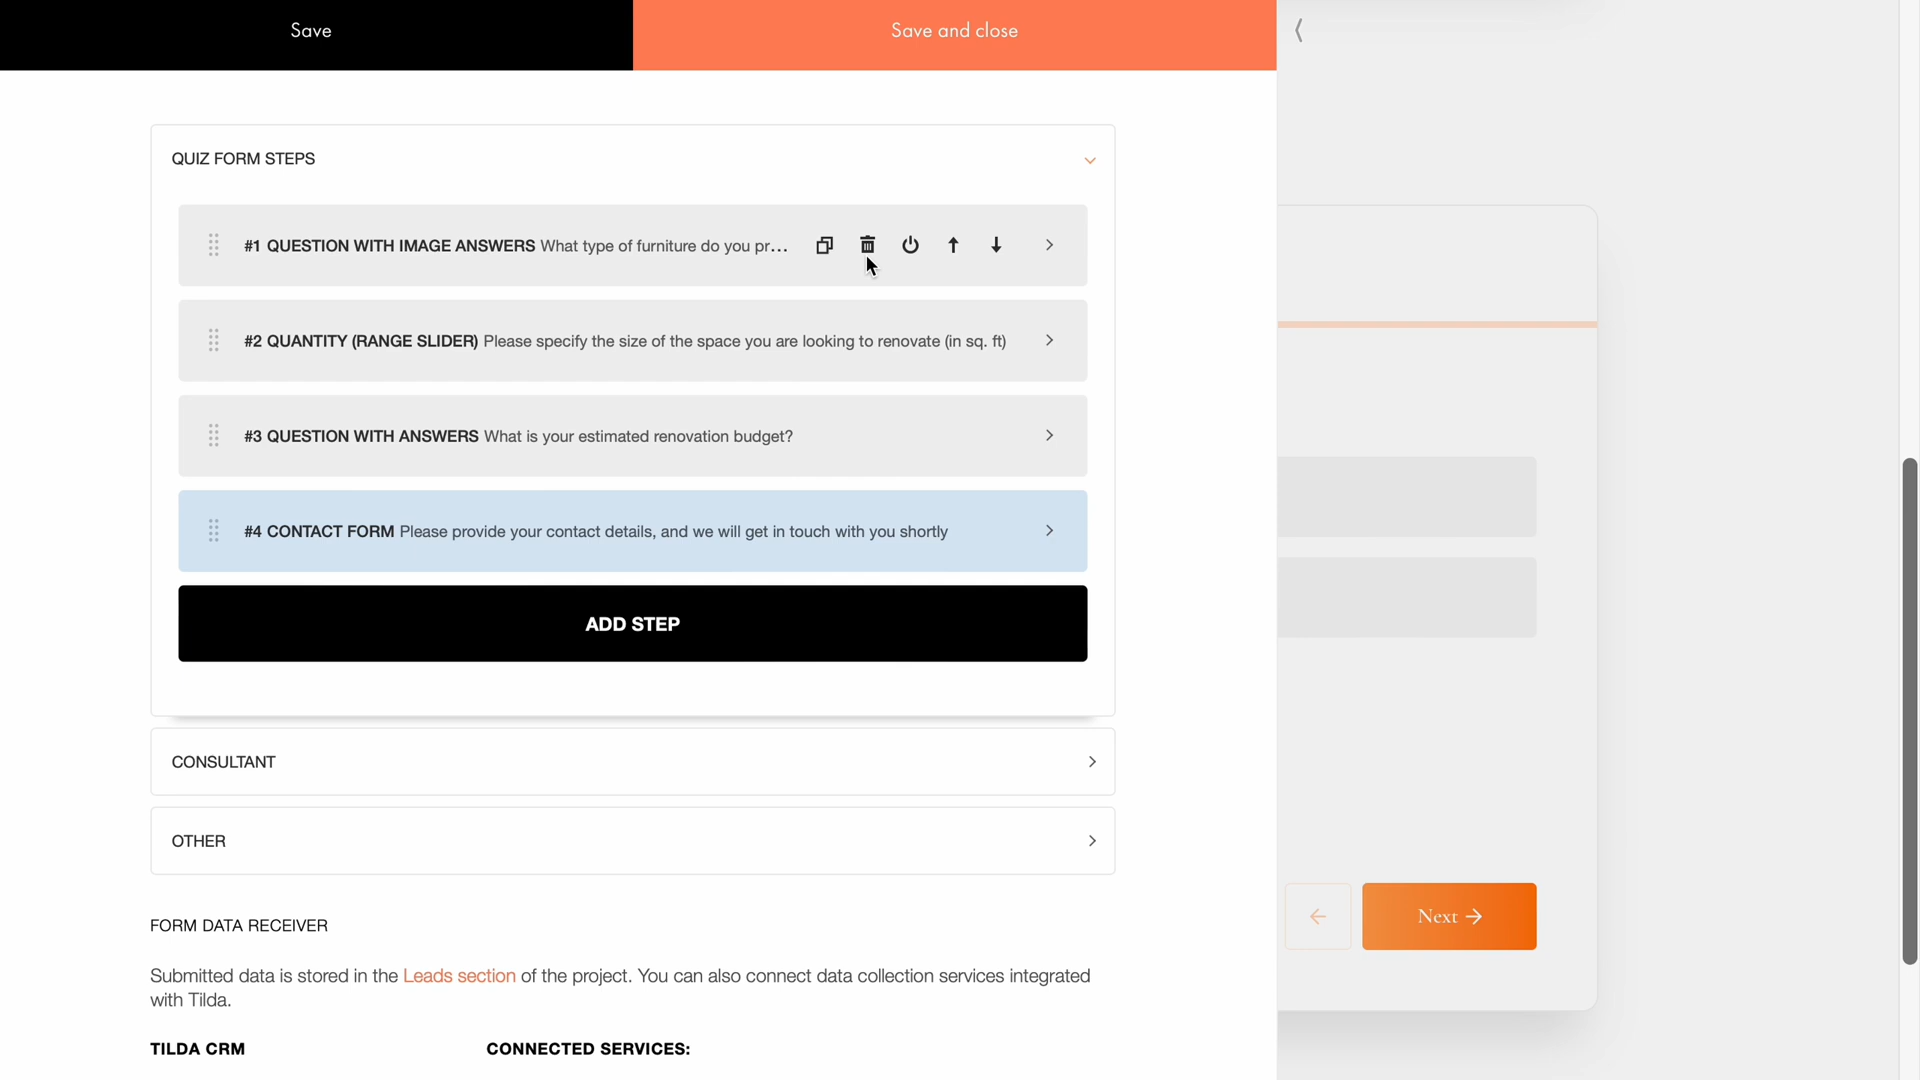 Save
Save and close
QUIZ FORM STEPS
#1 QUESTION WITH IMAGE ANSWERS What type of furniture do you pr...
#2 QUANTITY (RANGE SLIDER) Please specify the size of the space you are looking to renovate (in sq. ft)
#3 QUESTION WITH ANSWERS What is your estimated renovation budget?
#4 CONTACT FORM Please provide your contact details, and we will get in touch with you shortly
ADD STEP
CONSULTANT
OTHER
Next →
FORM DATA RECEIVER
Submitted data is stored in the Leads section of the project. You can also connect data collection services integrated
with Tilda.
TILDA CRM
CONNECTED SERVICES: